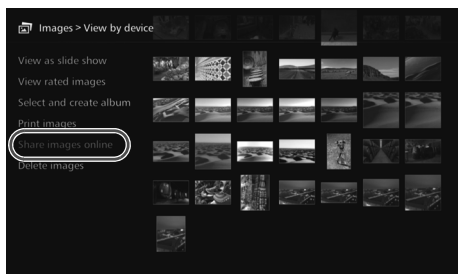 Images > View by device
View as slide show
View rated images
Select and create album
Print images
Share images online
Delete images